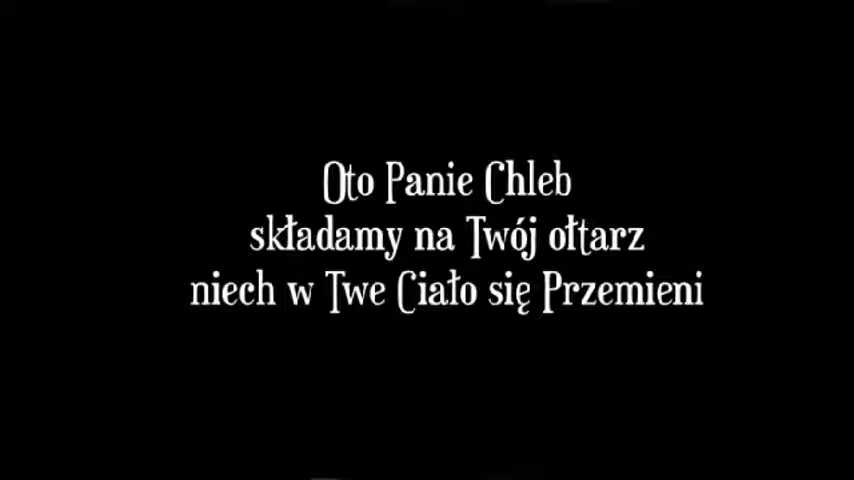 Oto Panie Chleb
składamy na Twój ołtarz
niech w Twe Ciało się Przemieni